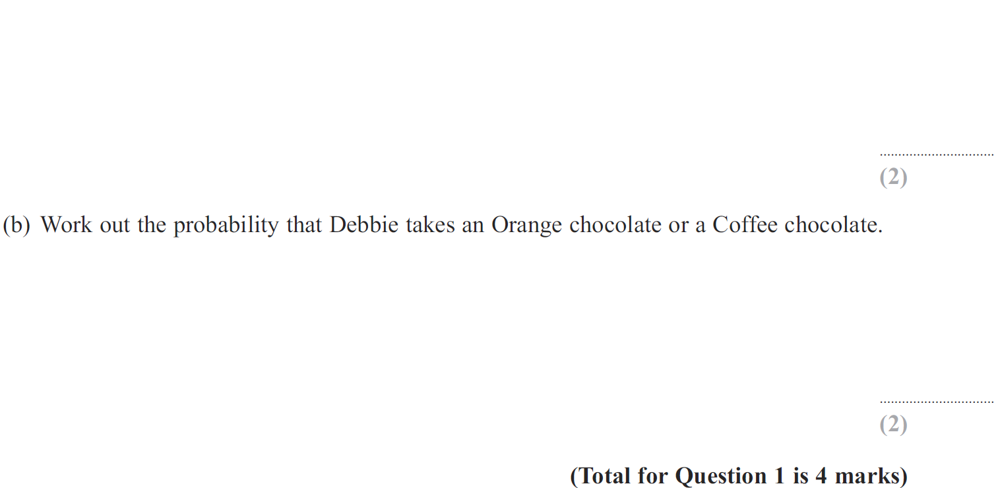 ..............................
(2)
(b) Work out the probability that Debbie takes an Orange chocolate or a Coffee chocolate.
..............................
(2)
(Total for Question 1 is 4 marks)